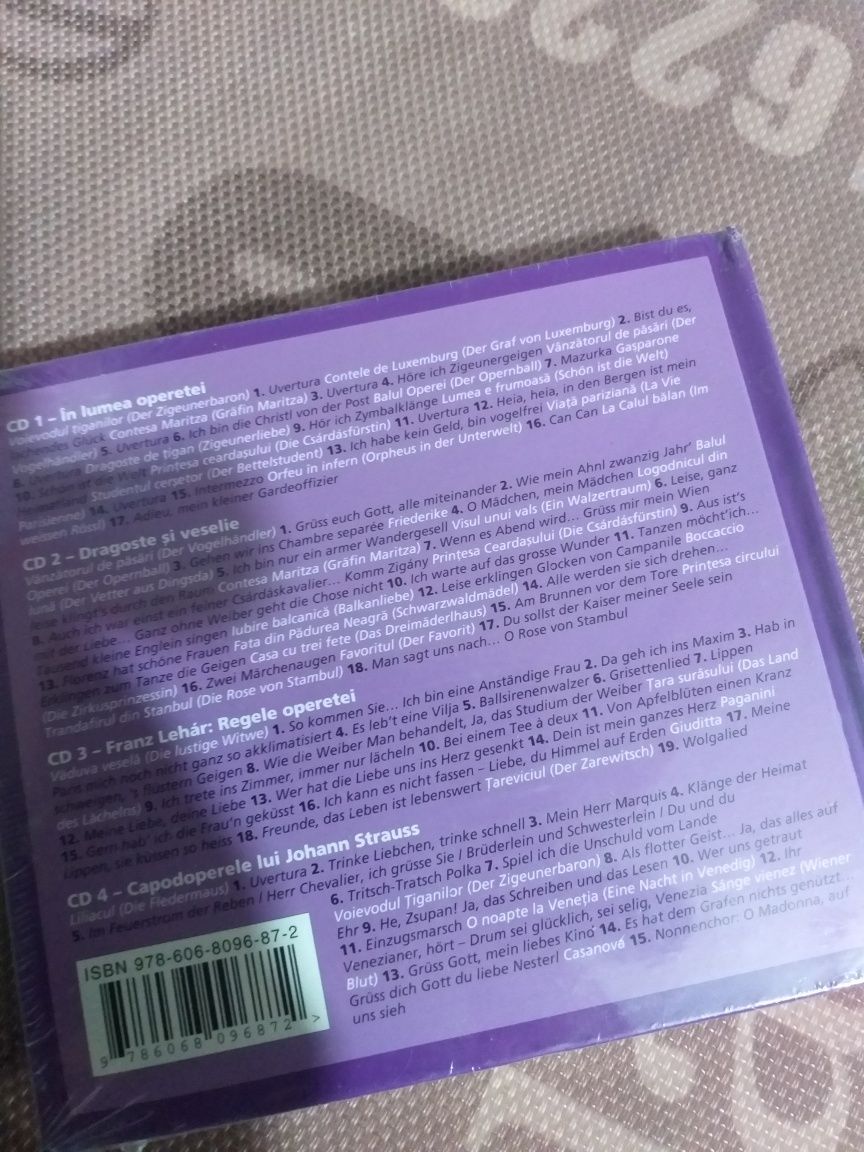 CD 1 – În lumea operetei
Voievodul țiganilor (Der Zigeunerbaron) 1. Uvertura Contele de Luxemburg (Der Graf von Luxemburg) 2. Bist du es,
lachendes Glück Contesa Maritza (Gräfin Maritza) 3. Uvertura 4. Höre ich Zigeunergeigen Vânzătorul de păsări (Der
Vogelhändler) 5. Uvertura 6. Ich bin die Christl von der Post Balul Operei (Der Opernball) 7. Mazurka Gasparone
8. Uvertura Dragoste de țigan (Zigeunerliebe) 9. Hör ich Zymbalklänge Lumea e frumoasă (Schön ist die Welt)
10. Schön ist die Welt Prințesa ceardașului (Die Csárdásfürstin) 11. Uvertura 12. Heia, heia, in den Bergen ist mein
Heimatland Studentul cerșetor (Der Bettelstudent) 13. Ich habe kein Geld, bin vogelfrei Viață pariziană (La Vie
Parisienne) 14. Uvertura 15. Intermezzo Orfeu în infern (Orpheus in der Unterwelt) 16. Can Can La Calul bălan (Im
weissen Rössl) 17. Adieu, mein kleiner Gardeoffizier
CD 2 – Dragoste și veselie
Vânzătorul de păsări (Der Vogelhändler) 1. Grüss euch Gott, alle miteinander 2. Wie mein Ahnl zwanzig Jahr' Balul
Operei (Der Opernball) 3. Gehen wir ins Chambre separée Friederike 4. O Mädchen, mein Mädchen Logodnicul din
lună (Der Vetter aus Dingsda) 5. Ich bin nur ein armer Wandergesell Visul unui vals (Ein Walzertraum) 6. Leise, ganz
leise klingt's durch den Raum Contesa Maritza (Gräfin Maritza) 7. Wenn es Abend wird... Grüss mir mein Wien
8. Auch ich war einst ein feiner Csárdáskavalier... Komm Zigány Prințesa Ceardașului (Die Csárdásfürstin) 9. Aus ist's
mit der Liebe... Ganz ohne Weiber geht die Chose nicht 10. Ich warte auf das grosse Wunder 11. Tanzen möcht'ich...
Tausend kleine Englein singen Iubire balcanică (Balkanliebe) 12. Leise erklingen Glocken von Campanile Boccaccio
13. Florenz hat schöne Frauen Fata din Pădurea Neagră (Schwarzwaldmädel) 14. Alle werden sie sich drehen...
Erklingen zum Tanze die Geigen Casa cu trei fete (Das Dreimäderlhaus) 15. Am Brunnen vor dem Tore Prințesa circului
(Die Zirkusprinzessin) 16. Zwei Märchenaugen Favoritul (Der Favorit) 17. Du sollst der Kaiser meiner Seele sein
Trandafirul din Stanbul (Die Rose von Stambul) 18. Man sagt uns nach... O Rose von Stambul
CD 3 – Franz Lehár: Regele operetei
Văduva veselă (Die lustige Witwe) 1. So kommen Sie... Ich bin eine Anständige Frau 2. Da geh ich ins Maxim 3. Hab in
Paris mich noch nicht ganz so akklimatisiert 4. Es leb't eine Vilja 5. Ballsirenenwalzer 6. Grisettenlied 7. Lippen
schweigen, 's flüstern Geigen 8. Wie die Weiber Man behandelt, Ja, das Studium der Weiber Țara surâsului (Das Land
des Lächelns) 9. Ich trete ins Zimmer, immer nur lächeln 10. Bei einem Tee à deux 11. Von Apfelblüten einen Kranz
12. Meine Liebe, deine Liebe 13. Wer hat die Liebe uns ins Herz gesenkt 14. Dein ist mein ganzes Herz Paganini
15. Gern hab' ich die Frau'n geküsst 16. Ich kann es nicht fassen – Liebe, du Himmel auf Erden Giuditta 17. Meine
Lippen, sie küssen so heiss 18. Freunde, das Leben ist lebenswert Țareviciul (Der Zarewitsch) 19. Wolgalied
CD 4 – Capodoperele lui Johann Strauss
Liliacul (Die Fledermaus) 1. Uvertura 2. Trinke Liebchen, trinke schnell 3. Mein Herr Marquis 4. Klänge der Heimat
5. Im Feuerstrom der Reben / Herr Chevalier, ich grüsse Sie / Brüderlein und Schwesterlein / Du und du
6. Tritsch-Tratsch Polka 7. Spiel ich die Unschuld vom Lande
Voievodul Țiganilor (Der Zigeunerbaron) 8. Als flotter Geist... Ja, das alles auf
Ehr 9. He, Zsupan! Ja, das Schreiben und das Lesen 10. Wer uns getraut
11. Einzugsmarsch O noapte la Veneția (Eine Nacht in Venedig) 12. Ihr
Venezianer, hört – Drum sei glücklich, sei selig, Venezia Sânge vienez (Wiener
Blut) 13. Grüss Gott, mein liebes Kind 14. Es hat dem Grafen nichts genutzt...
Grüss dich Gott du liebe Nesterl Casanova 15. Nonnenchor: O Madonna, auf
uns sieh
ISBN 978-606-8096-87-2
9 786068 096872 >